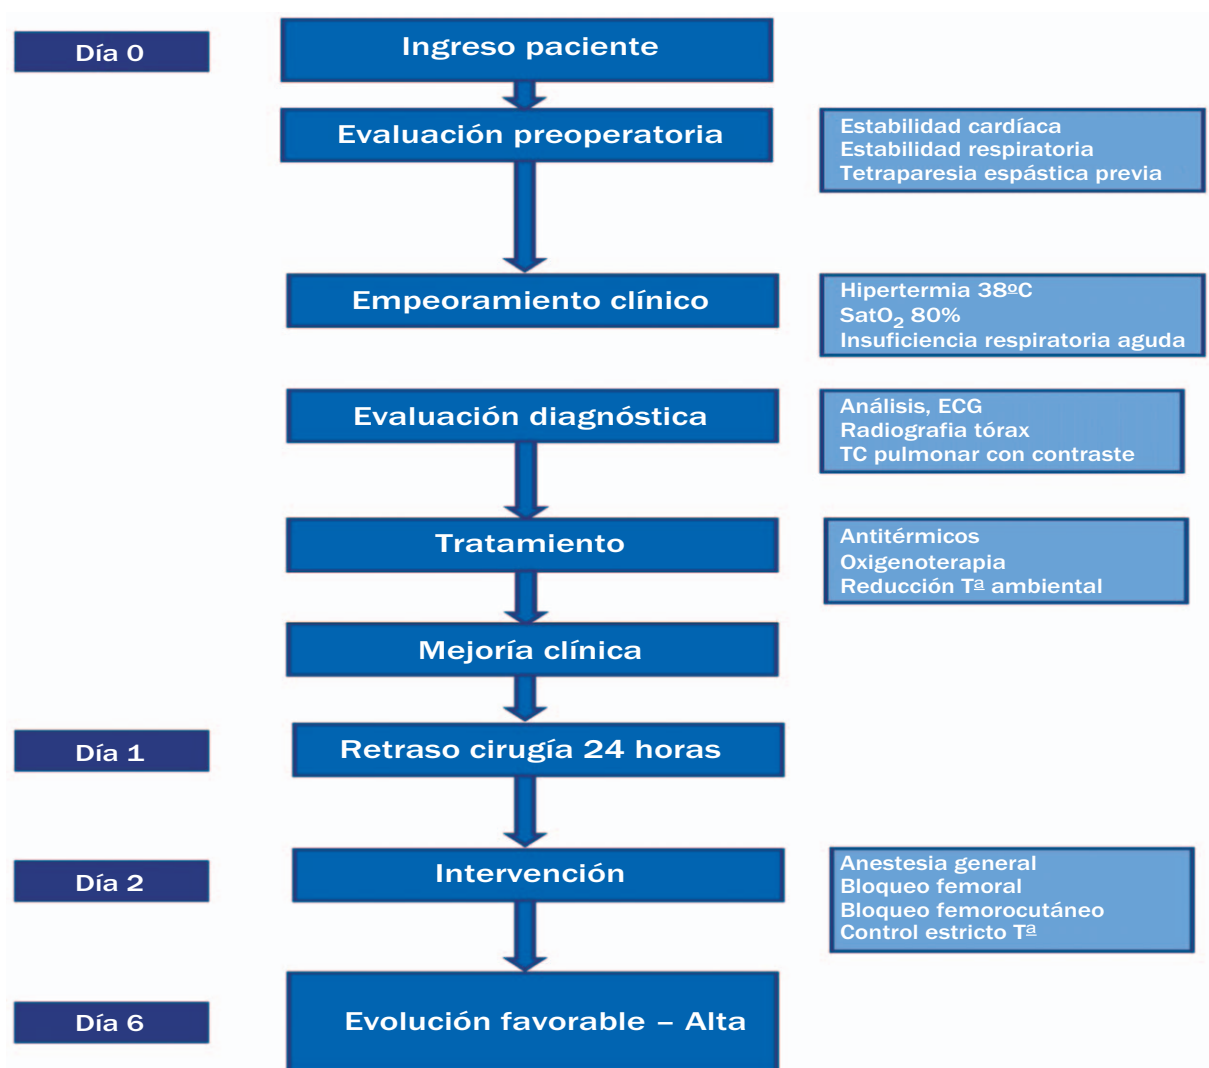 Día 0
Ingreso paciente
Evaluación preoperatoria
Estabilidad cardíaca
Estabilidad respiratoria
Tetraparesia espástica previa
Empeoramiento clínico
Hipertermia 38ºC
SatO₂ 80%
Insuficiencia respiratoria aguda
Evaluación diagnóstica
Análisis, ECG
Radiografia tórax
TC pulmonar con contraste
Tratamiento
Antitérmicos
Oxigenoterapia
Reducción Tª ambiental
Mejoría clínica
Día 1
Retraso cirugía 24 horas
Día 2
Intervención
Anestesia general
Bloqueo femoral
Bloqueo femorocutáneo
Control estricto Tª
Día 6
Evolución favorable – Alta